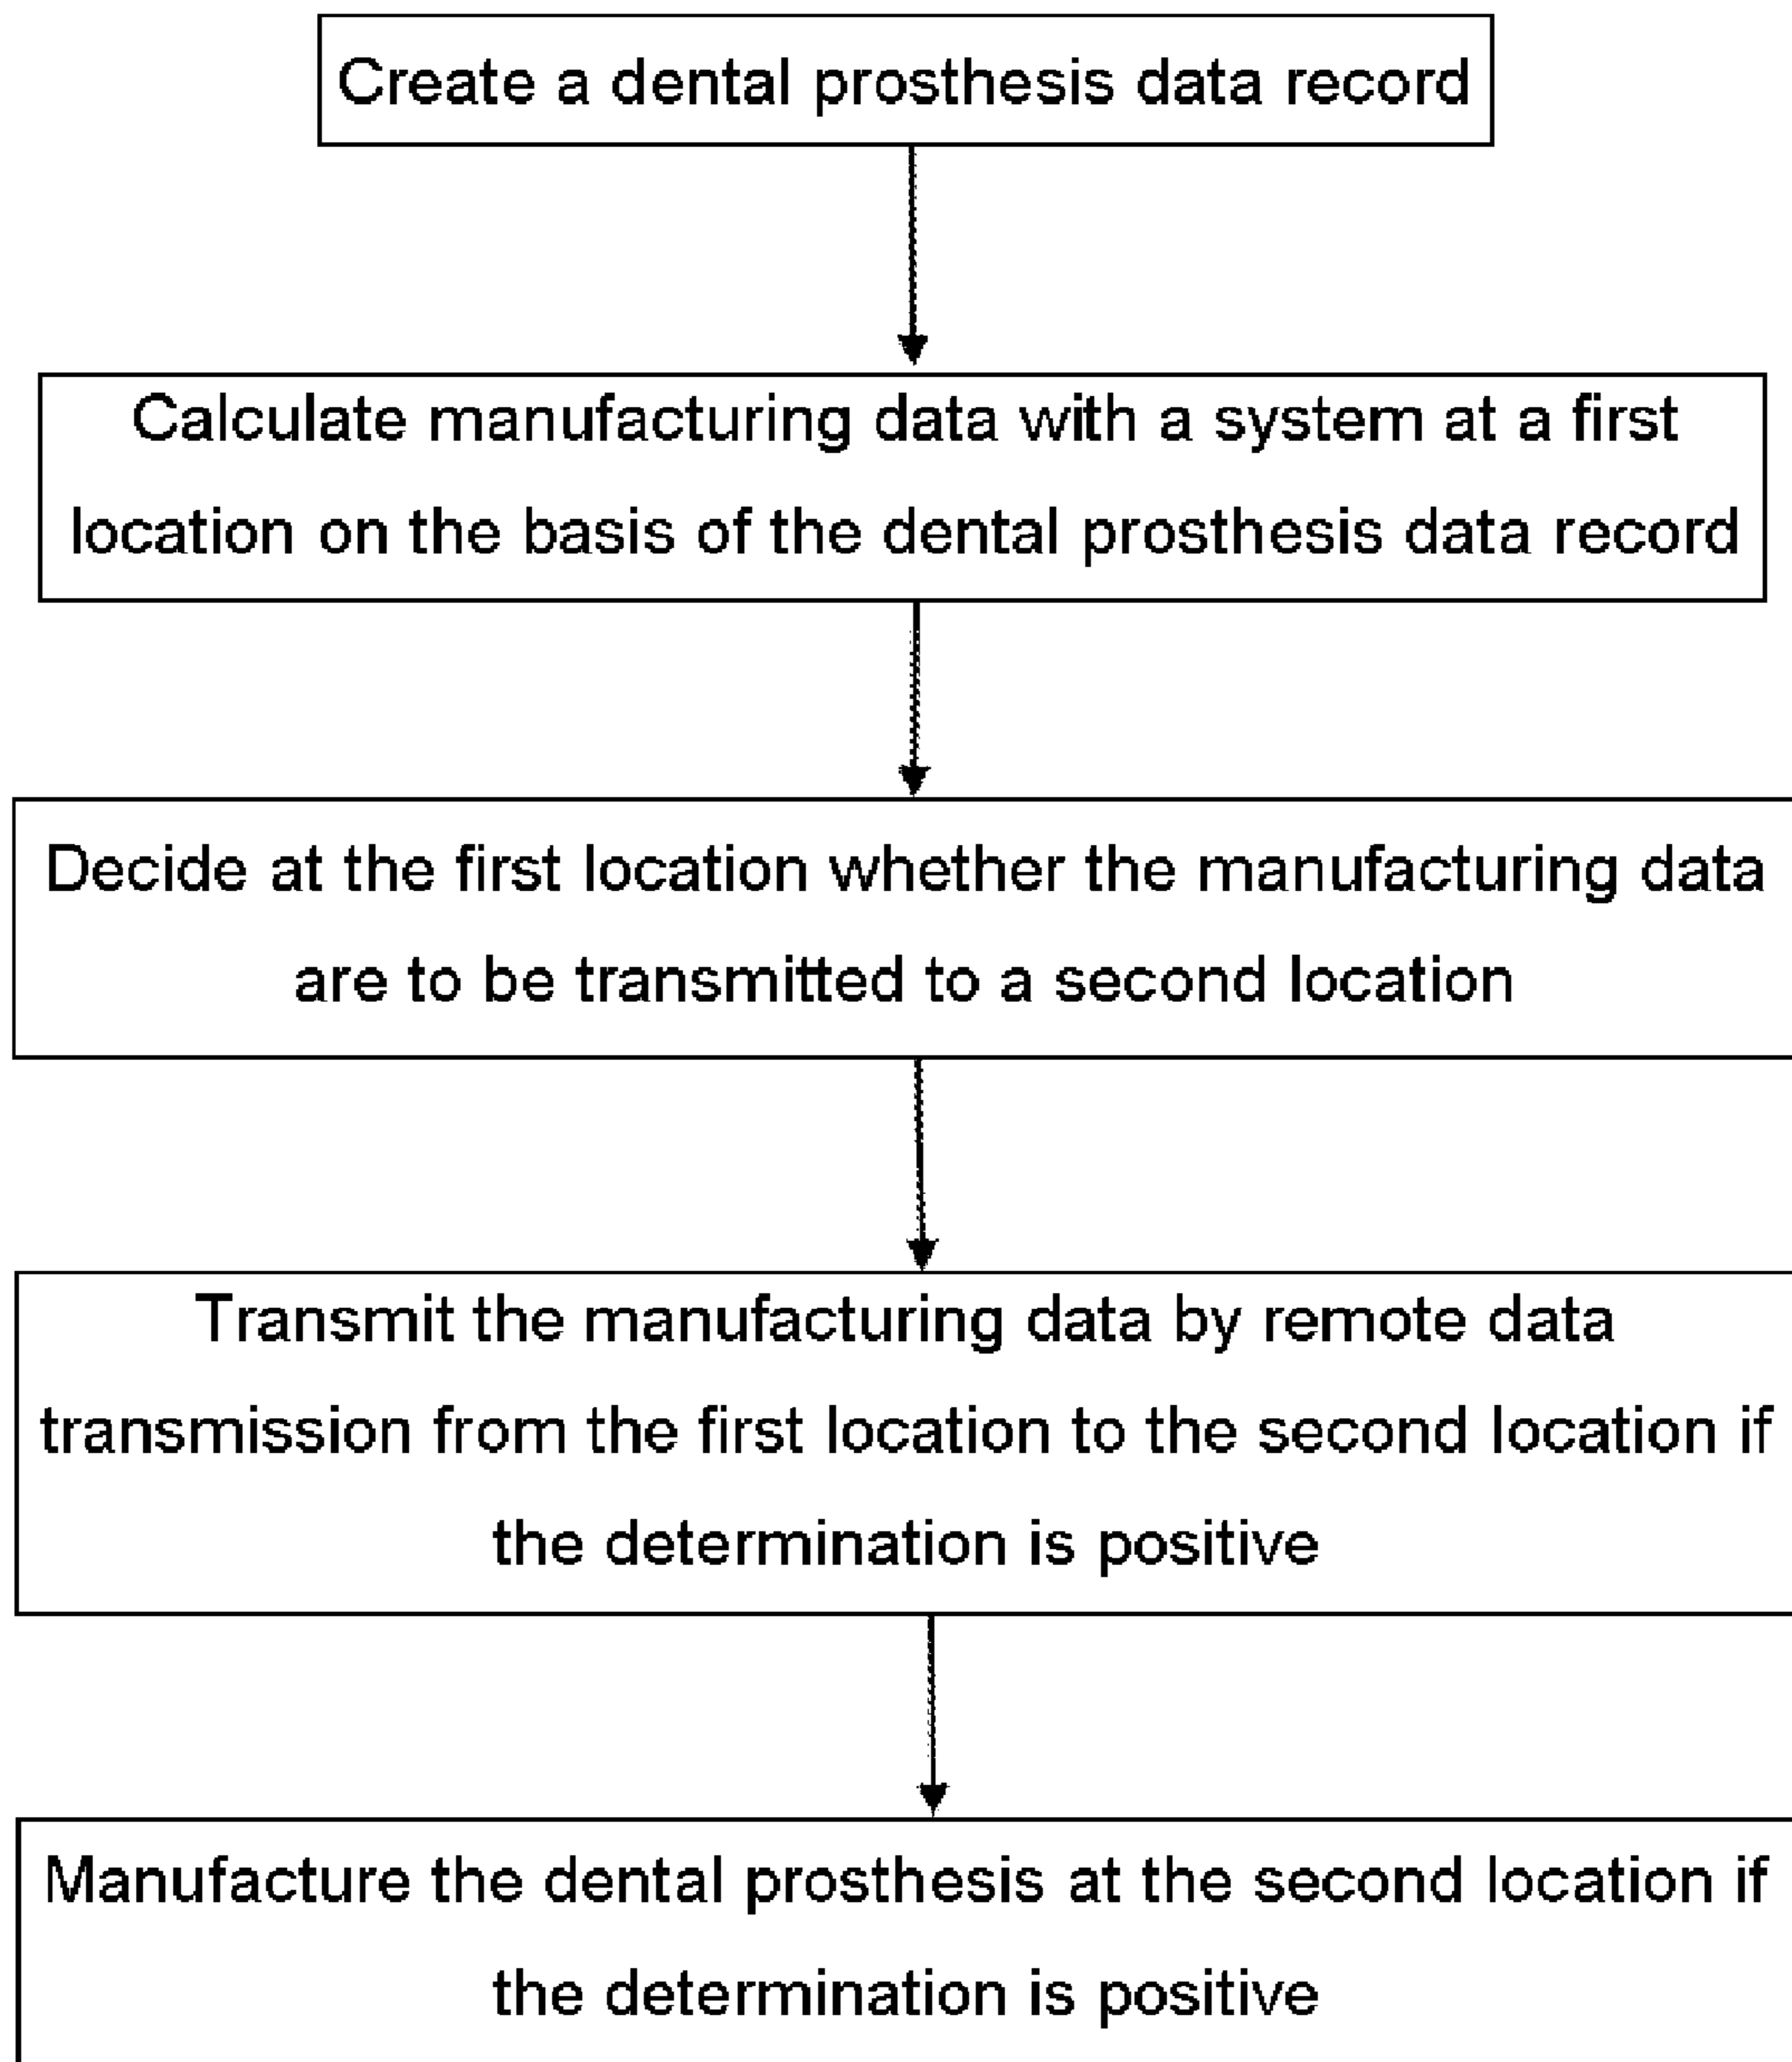 Create a dental prosthesis data record
Calculate manufacturing data with a system at a first
location on the basis of the dental prosthesis data record
Decide at the first location whether the manufacturing data
are to be transmitted to a second location
Transmit the manufacturing data by remote data
transmission from the first location to the second location if
the determination is positive
Manufacture the dental prosthesis at the second location if
the determination is positive